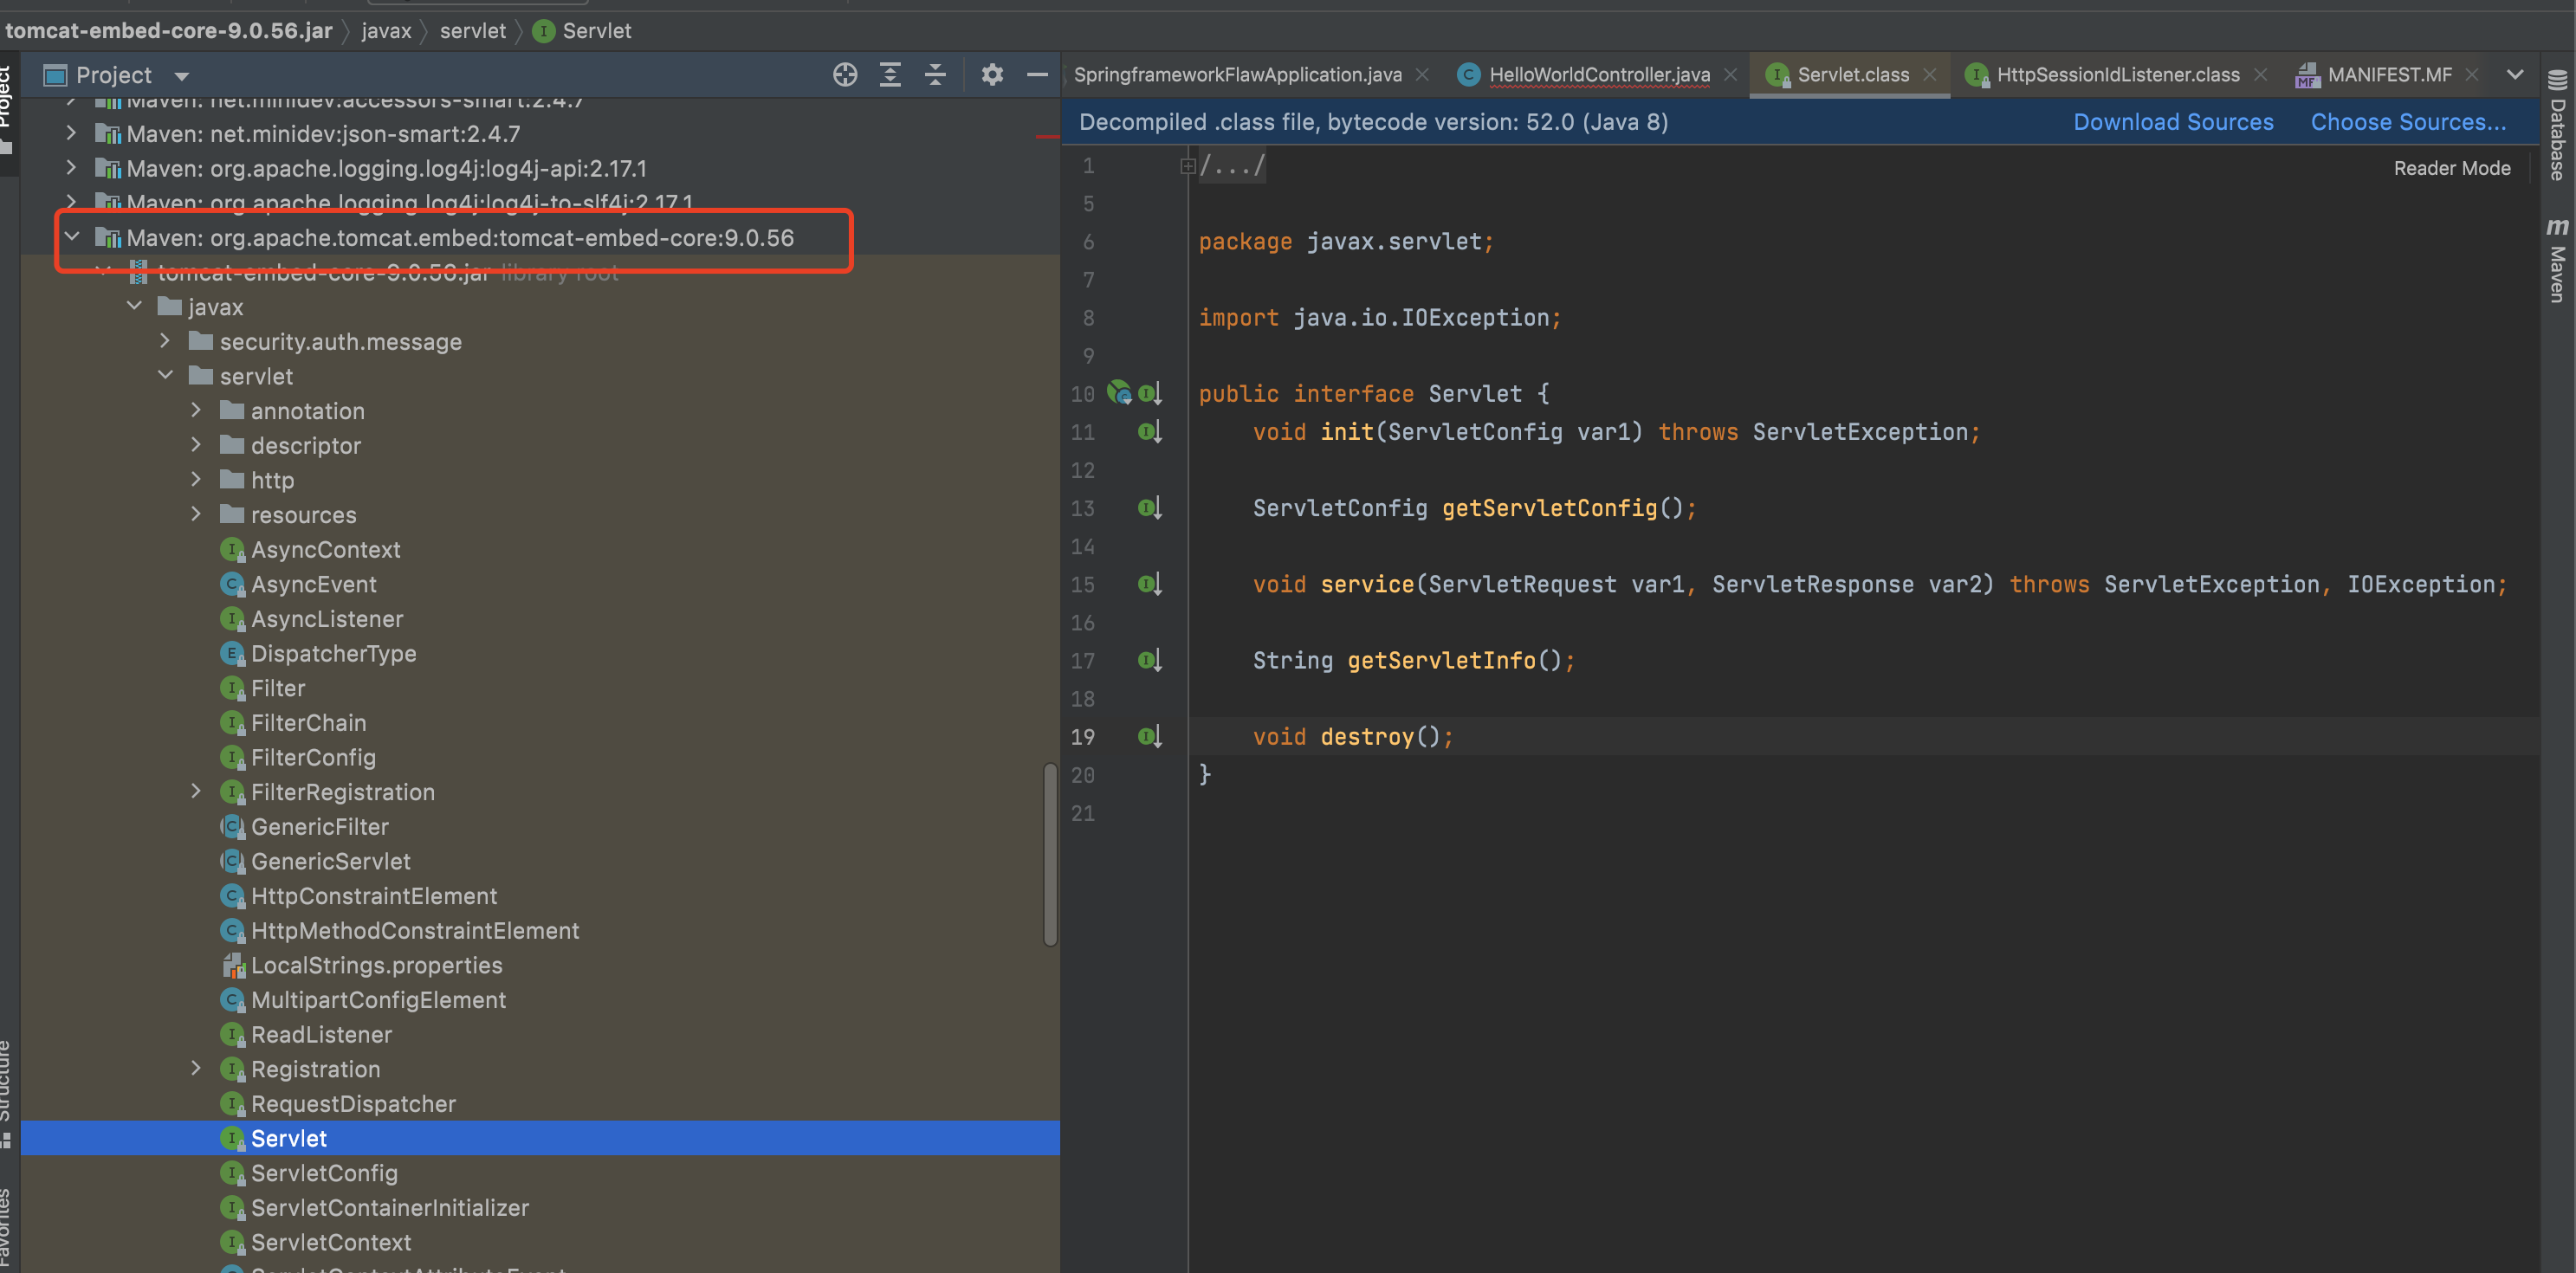 tomcat-embed-core-9.0.56.jar javax servlet Servlet
Project
Project
Maven: net.minidev:accessors-smart:2.4.7
Maven: net.minidev:json-smart:2.4.7
Maven: org.apache.logging.log4j:log4j-api:2.17.1
Maven: org.apache.logging.log4j:log4j-to-slf4j:2.17.1
Maven: org.apache.tomcat.embed:tomcat-embed-core:9.0.56
tomcat-embed-core-9.0.56.jar library root
javax
security.auth.message
servlet
annotation
descriptor
http
resources
AsyncContext
AsyncEvent
AsyncListener
DispatcherType
Filter
FilterChain
FilterConfig
FilterRegistration
GenericFilter
GenericServlet
HttpConstraintElement
HttpMethodConstraintElement
LocalStrings.properties
MultipartConfigElement
ReadListener
Registration
RequestDispatcher
Servlet
ServletConfig
ServletContainerInitializer
ServletContext
ServletContextAttributeEvent
Structure
Favorites
SpringframeworkFlawApplication.java HelloWorldController.java Servlet.class HttpSessionIdListener.class MANIFEST.MF
Decompiled .class file, bytecode version: 52.0 (Java 8) Download Sources Choose Sources...
Reader Mode
1 /.../
5
6 package javax.servlet;
7
8 import java.io.IOException;
9
10 public interface Servlet {
11 void init(ServletConfig var1) throws ServletException;
12
13 ServletConfig getServletConfig();
14
15 void service(ServletRequest var1, ServletResponse var2) throws ServletException, IOException;
16
17 String getServletInfo();
18
19 void destroy();
20 }
21
Database
m Maven